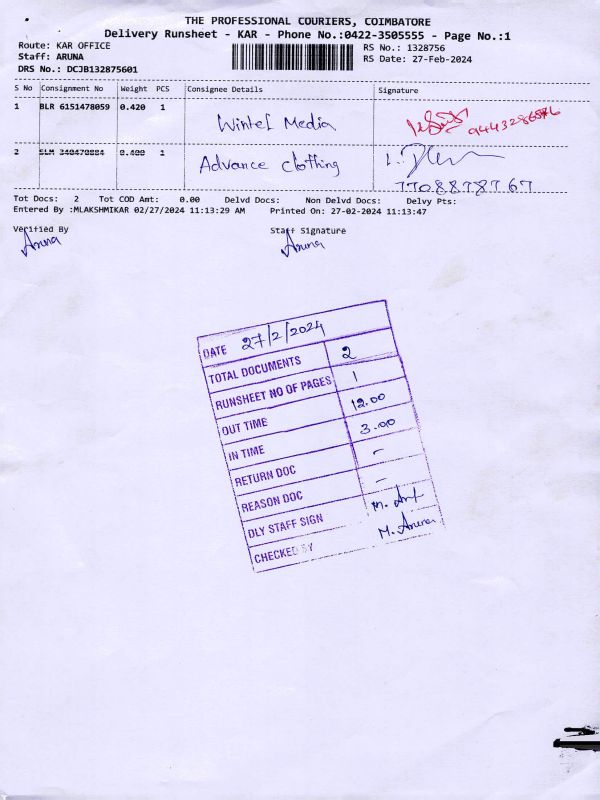 THE PROFESSIONAL COURIERS, COIMBATORE
Delivery Runsheet - KAR - Phone No.:0422-3505555 - Page No.:1
Route: KAR OFFICE
RS No.: 1328756
Staff: ARUNA
RS Date: 27-Feb-2024
DRS No.: DCJB132875601
S No Consignment No Weight PCS Consignee Details Signature
1 BLR 6151478059 0.420 1 Wintel Media
2 SLM 340470884 0.400 1 Advance clothing
7708878767
Tot Docs: 2 Tot COD Amt: 0.00 Delvd Docs: Non Delvd Docs: Delvy Pts:
Entered By :MLAKSHMIKAR 02/27/2024 11:13:29 AM Printed On: 27-02-2024 11:13:47
Verified By Staff Signature
Aruna Aruna
DATE 27/2/2024
TOTAL DOCUMENTS 2
RUNSHEET NO OF PAGES 1
OUT TIME 12.00
IN TIME 3.00
RETURN DOC -
REASON DOC -
DLY STAFF SIGN
CHECKED BY M. Aruna